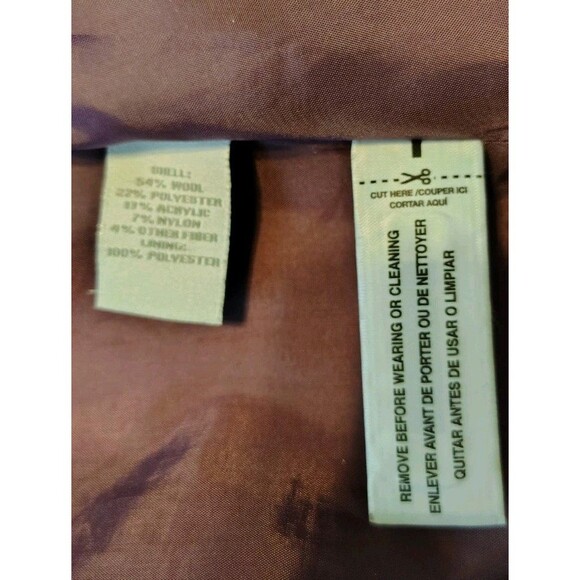 SHELL:
54% WOOL
22% POLYESTER
13% ACRYLIC
7% NYLON
4% OTHER FIBER
LINING:
100% POLYESTER
CUT HERE /COUPER ICI
CORTAR AQUÍ
REMOVE BEFORE WEARING OR CLEANING
ENLEVER AVANT DE PORTER OU DE NETTOYER
QUITAR ANTES DE USAR O LIMPIAR